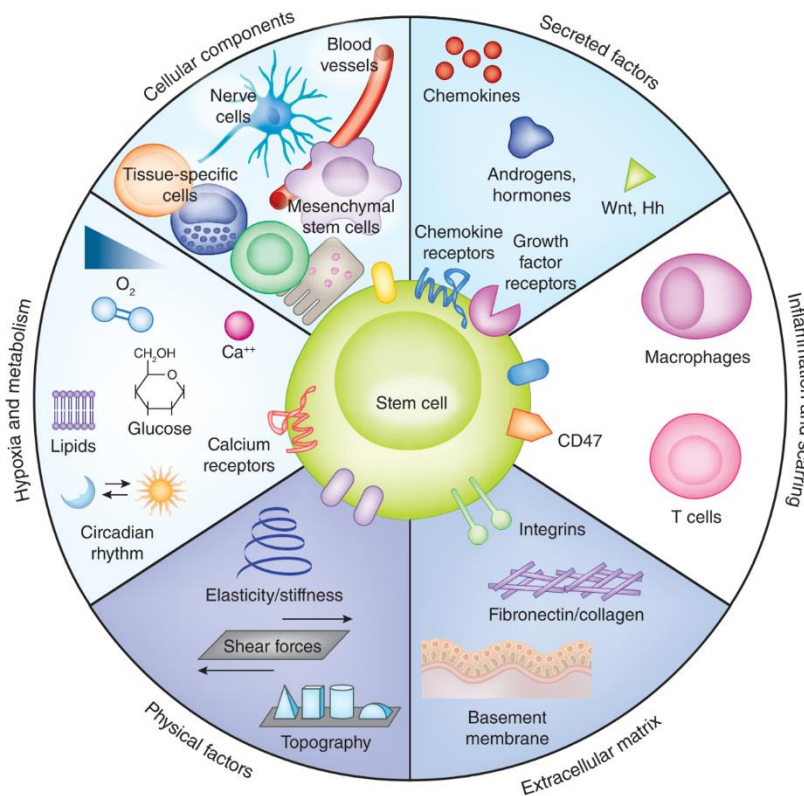 Cellular components
Secreted factors
Blood
vessels
Nerve
cells
Tissue-specific
cells
Mesenchymal
stem cells
Chemokines
Androgens,
hormones
Wnt, Hh
Chemokine
receptors
Growth
factor
receptors
Inflammation and scarring
Macrophages
CD47
T cells
Hypoxia and metabolism
O₂
Ca⁺⁺
CH₂OH
O
Glucose
Lipids
Calcium
receptors
Circadian
rhythm
Stem cell
Integrins
Fibronectin/collagen
Basement
membrane
Extracellular matrix
Elasticity/stiffness
Shear forces
Topography
Physical factors